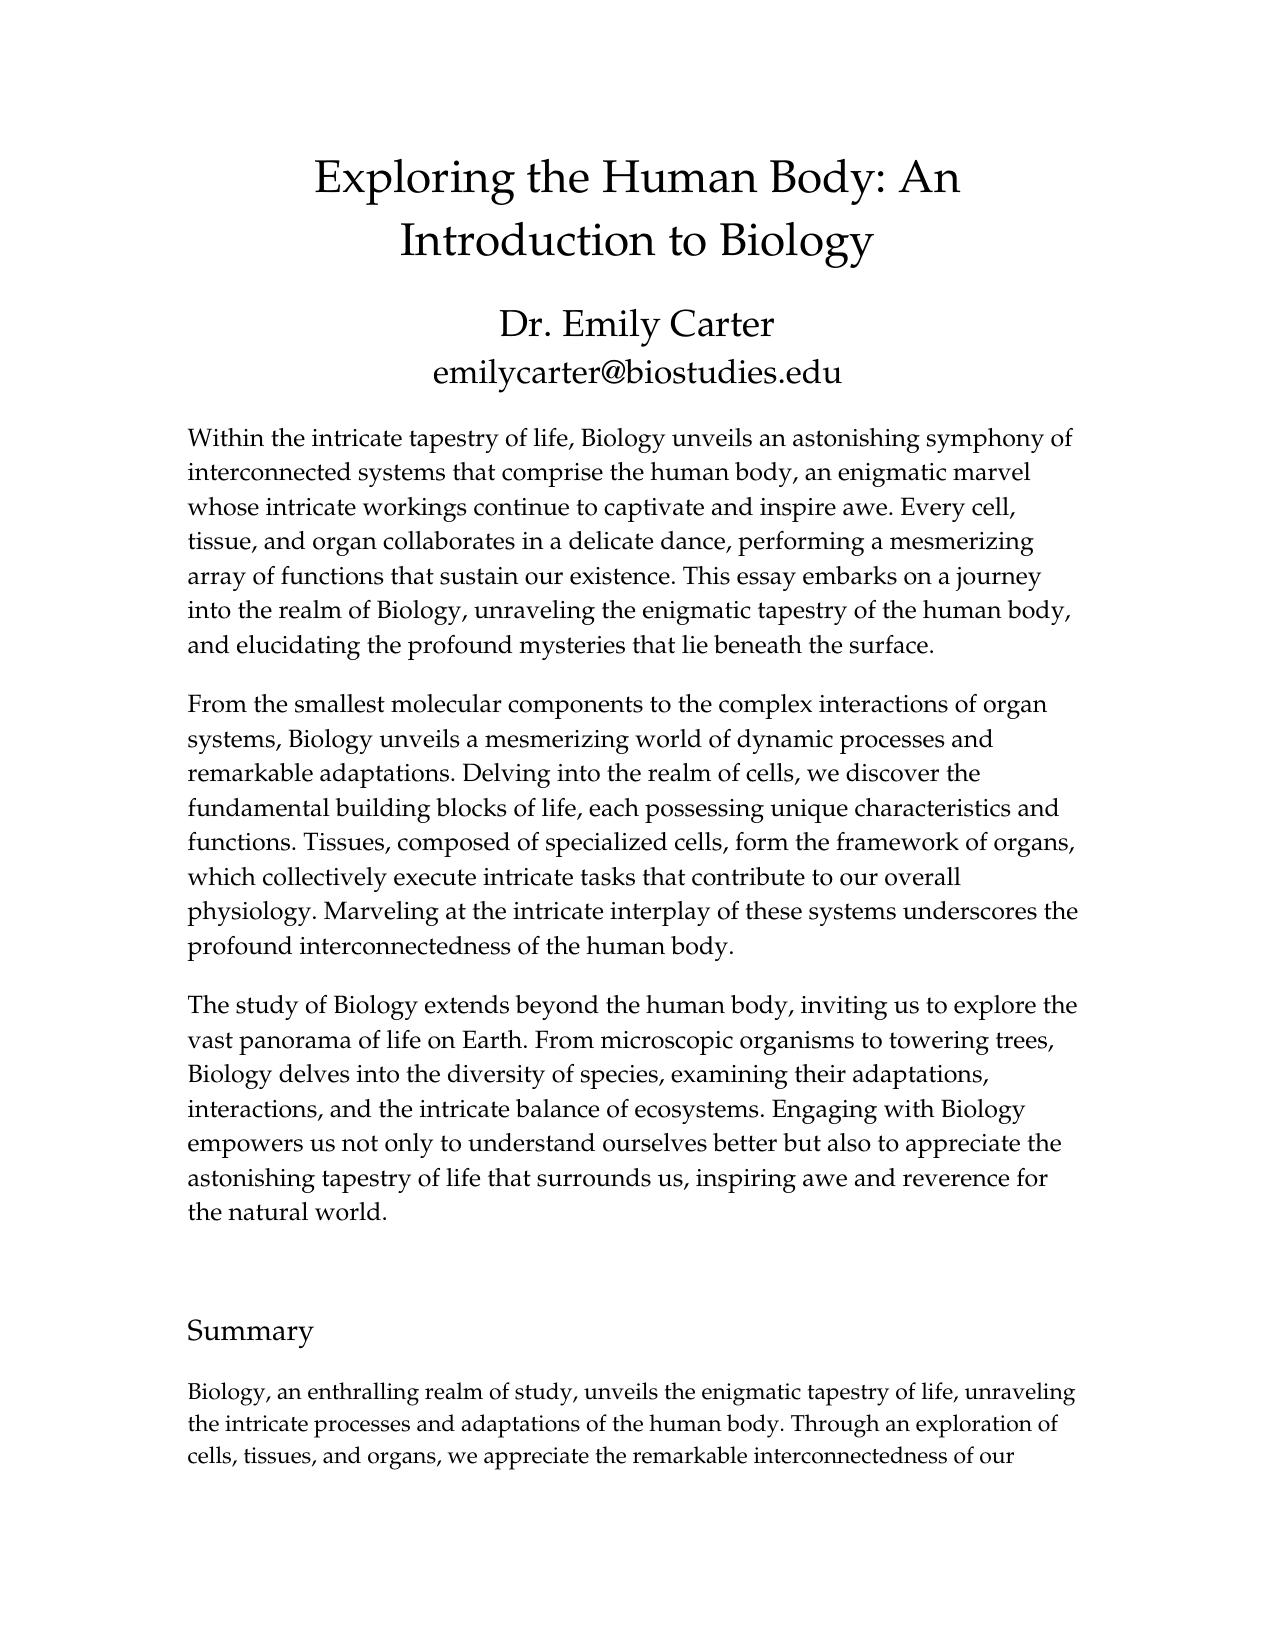 Exploring the Human Body: An
Introduction to Biology
Dr. Emily Carter
emilycarter@biostudies.edu
Within the intricate tapestry of life, Biology unveils an astonishing symphony of
interconnected systems that comprise the human body, an enigmatic marvel
whose intricate workings continue to captivate and inspire awe. Every cell,
tissue, and organ collaborates in a delicate dance, performing a mesmerizing
array of functions that sustain our existence. This essay embarks on a journey
into the realm of Biology, unraveling the enigmatic tapestry of the human body,
and elucidating the profound mysteries that lie beneath the surface.
From the smallest molecular components to the complex interactions of organ
systems, Biology unveils a mesmerizing world of dynamic processes and
remarkable adaptations. Delving into the realm of cells, we discover the
fundamental building blocks of life, each possessing unique characteristics and
functions. Tissues, composed of specialized cells, form the framework of organs,
which collectively execute intricate tasks that contribute to our overall
physiology. Marveling at the intricate interplay of these systems underscores the
profound interconnectedness of the human body.
The study of Biology extends beyond the human body, inviting us to explore the
vast panorama of life on Earth. From microscopic organisms to towering trees,
Biology delves into the diversity of species, examining their adaptations,
interactions, and the intricate balance of ecosystems. Engaging with Biology
empowers us not only to understand ourselves better but also to appreciate the
astonishing tapestry of life that surrounds us, inspiring awe and reverence for
the natural world.
Summary
Biology, an enthralling realm of study, unveils the enigmatic tapestry of life, unraveling
the intricate processes and adaptations of the human body. Through an exploration of
cells, tissues, and organs, we appreciate the remarkable interconnectedness of our